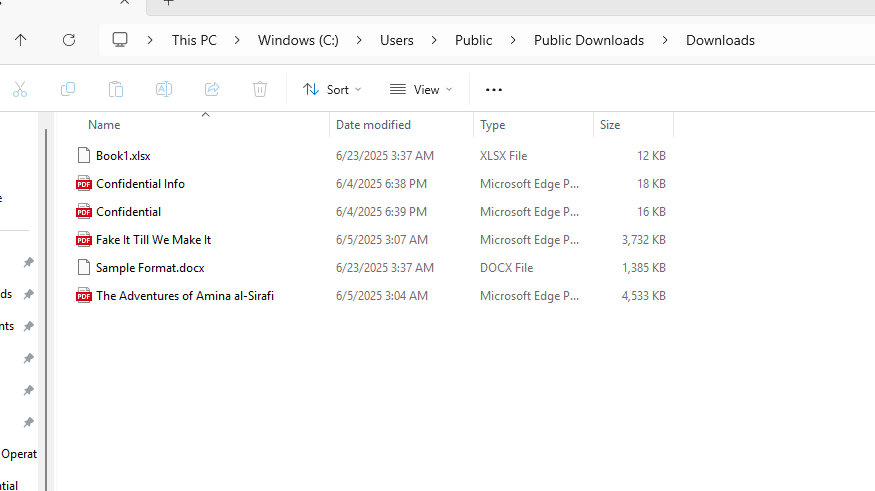 This PC > Windows (C:) > Users > Public > Public Downloads > Downloads
Sort View ...
Name Date modified Type Size
Book1.xlsx 6/23/2025 3:37 AM XLSX File 12 KB
PDF Confidential Info 6/4/2025 6:38 PM Microsoft Edge P... 18 KB
PDF Confidential 6/4/2025 6:39 PM Microsoft Edge P... 16 KB
PDF Fake It Till We Make It 6/5/2025 3:07 AM Microsoft Edge P... 3,732 KB
Sample Format.docx 6/23/2025 3:37 AM DOCX File 1,385 KB
PDF The Adventures of Amina al-Sirafi 6/5/2025 3:04 AM Microsoft Edge P... 4,533 KB
e
ds
nts
Operat
ntial